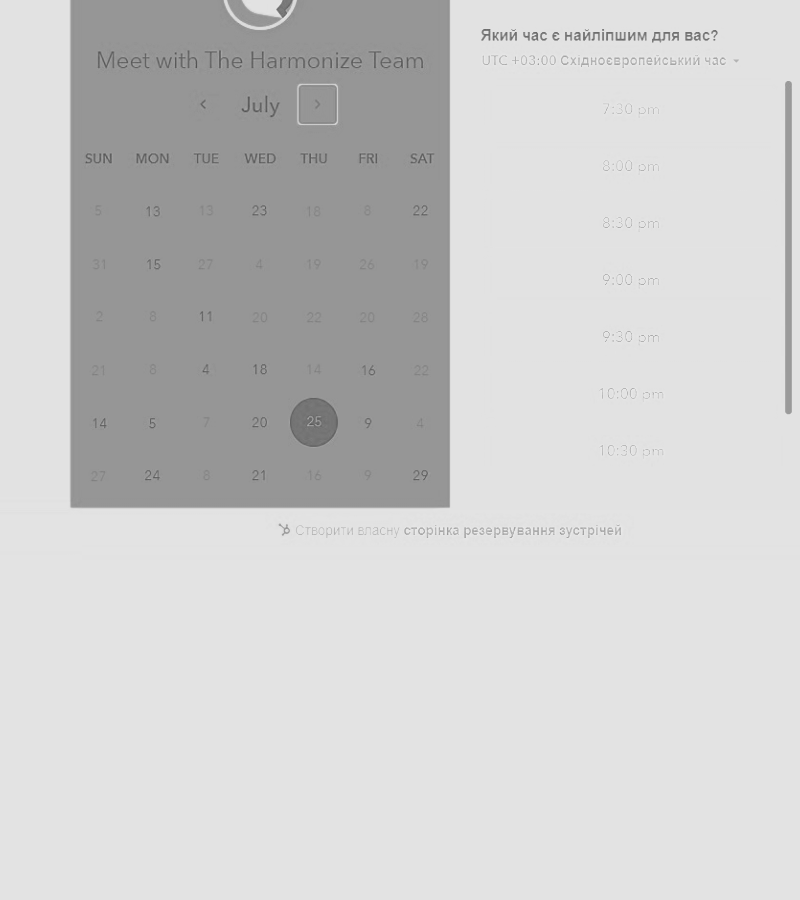 Meet with The Harmonize Team
July
SUN MON TUE WED THU FRI SAT
5 13 13 23 18 8 22
31 15 27 4 19 26 19
2 8 11 20 22 20 28
21 8 4 18 14 16 22
14 5 7 20 25 9 4
27 24 8 21 16 9 29
Який час є найліпшим для вас?
UTC +03:00 Східноєвропейський час
7:30 pm
8:00 pm
8:30 pm
9:00 pm
9:30 pm
10:00 pm
10:30 pm
Створити власну сторінка резервування зустрічей